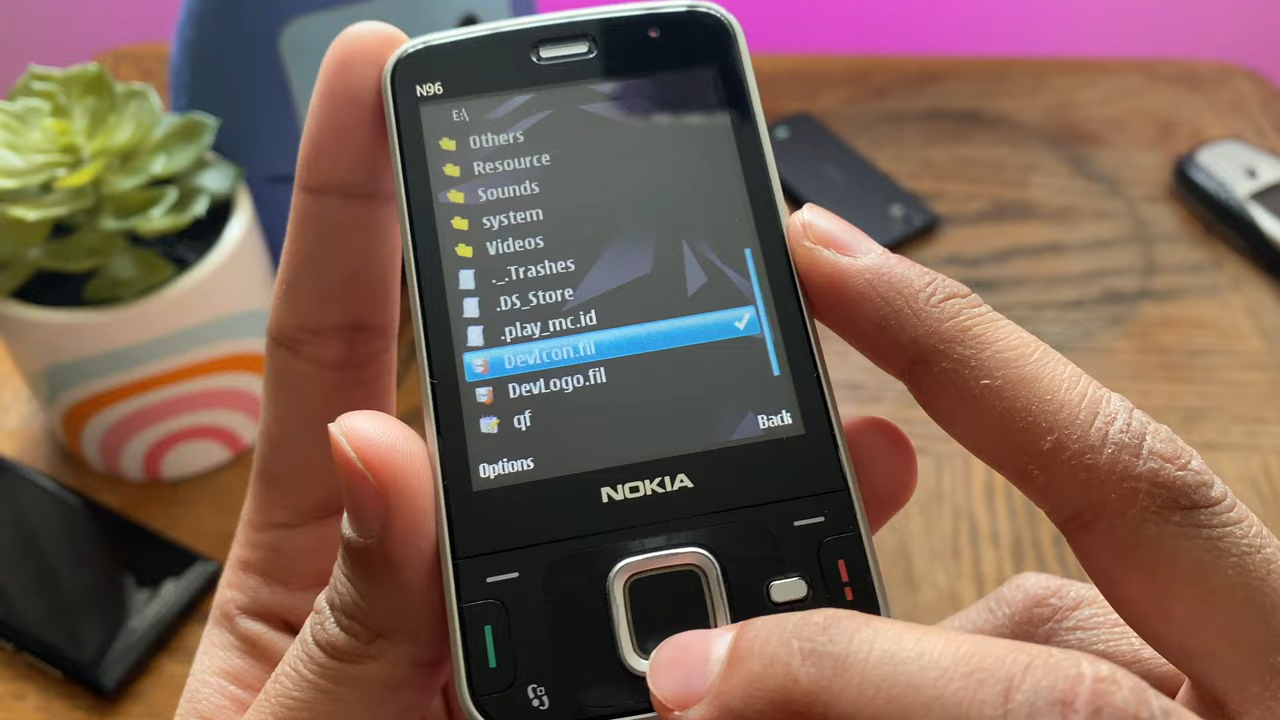 N96
E:\
Others
Resource
Sounds
system
Videos
._.Trashes
.DS_Store
.play_mc.id
DevIcon.fil
DevLogo.fil
qf
Back
Options
NOKIA